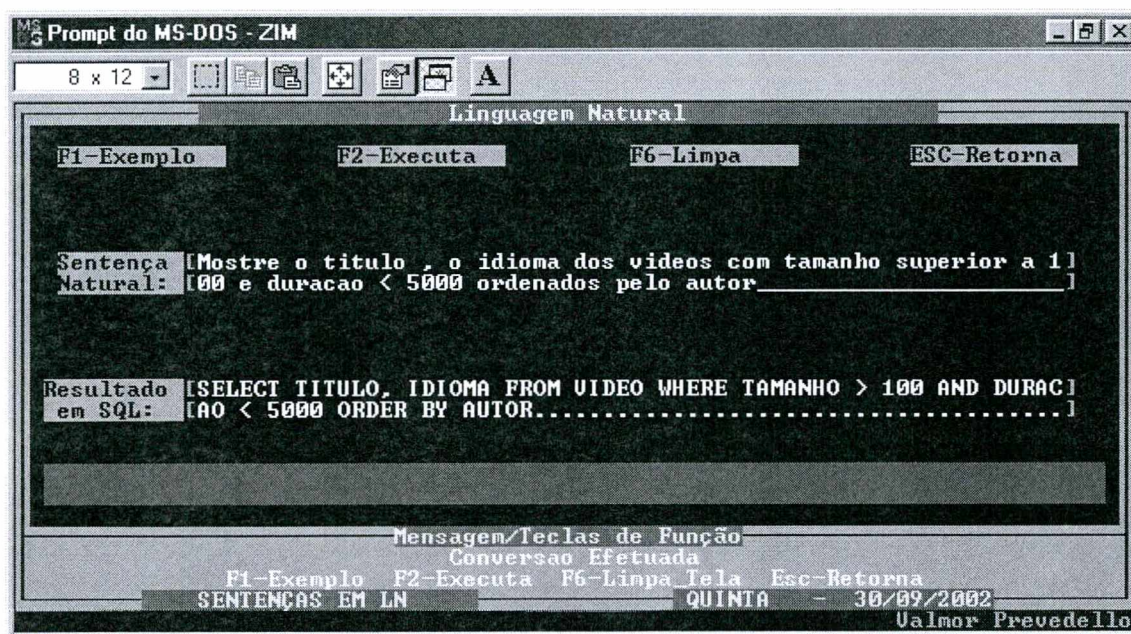 Prompt do MS-DOS - ZIM
8 x 12
A
Linguagem Natural
F1-Exemplo F2-Executa F6-Limpa ESC-Retorna
Sentença [Mostre o titulo , o idioma dos videos com tamanho superior a 1]
Natural: [00 e duracao < 5000 ordenados pelo autor________________________]
Resultado [SELECT TITULO, IDIOMA FROM VIDEO WHERE TAMANHO > 100 AND DURAC]
em SQL: [AO < 5000 ORDER BY AUTOR......................................]
Mensagem/Teclas de Função
Conversao Efetuada
F1-Exemplo F2-Executa F6-Limpa_Tela Esc-Retorna
SENTENÇAS EM LN QUINTA - 30/09/2002
Valmor Prevedello